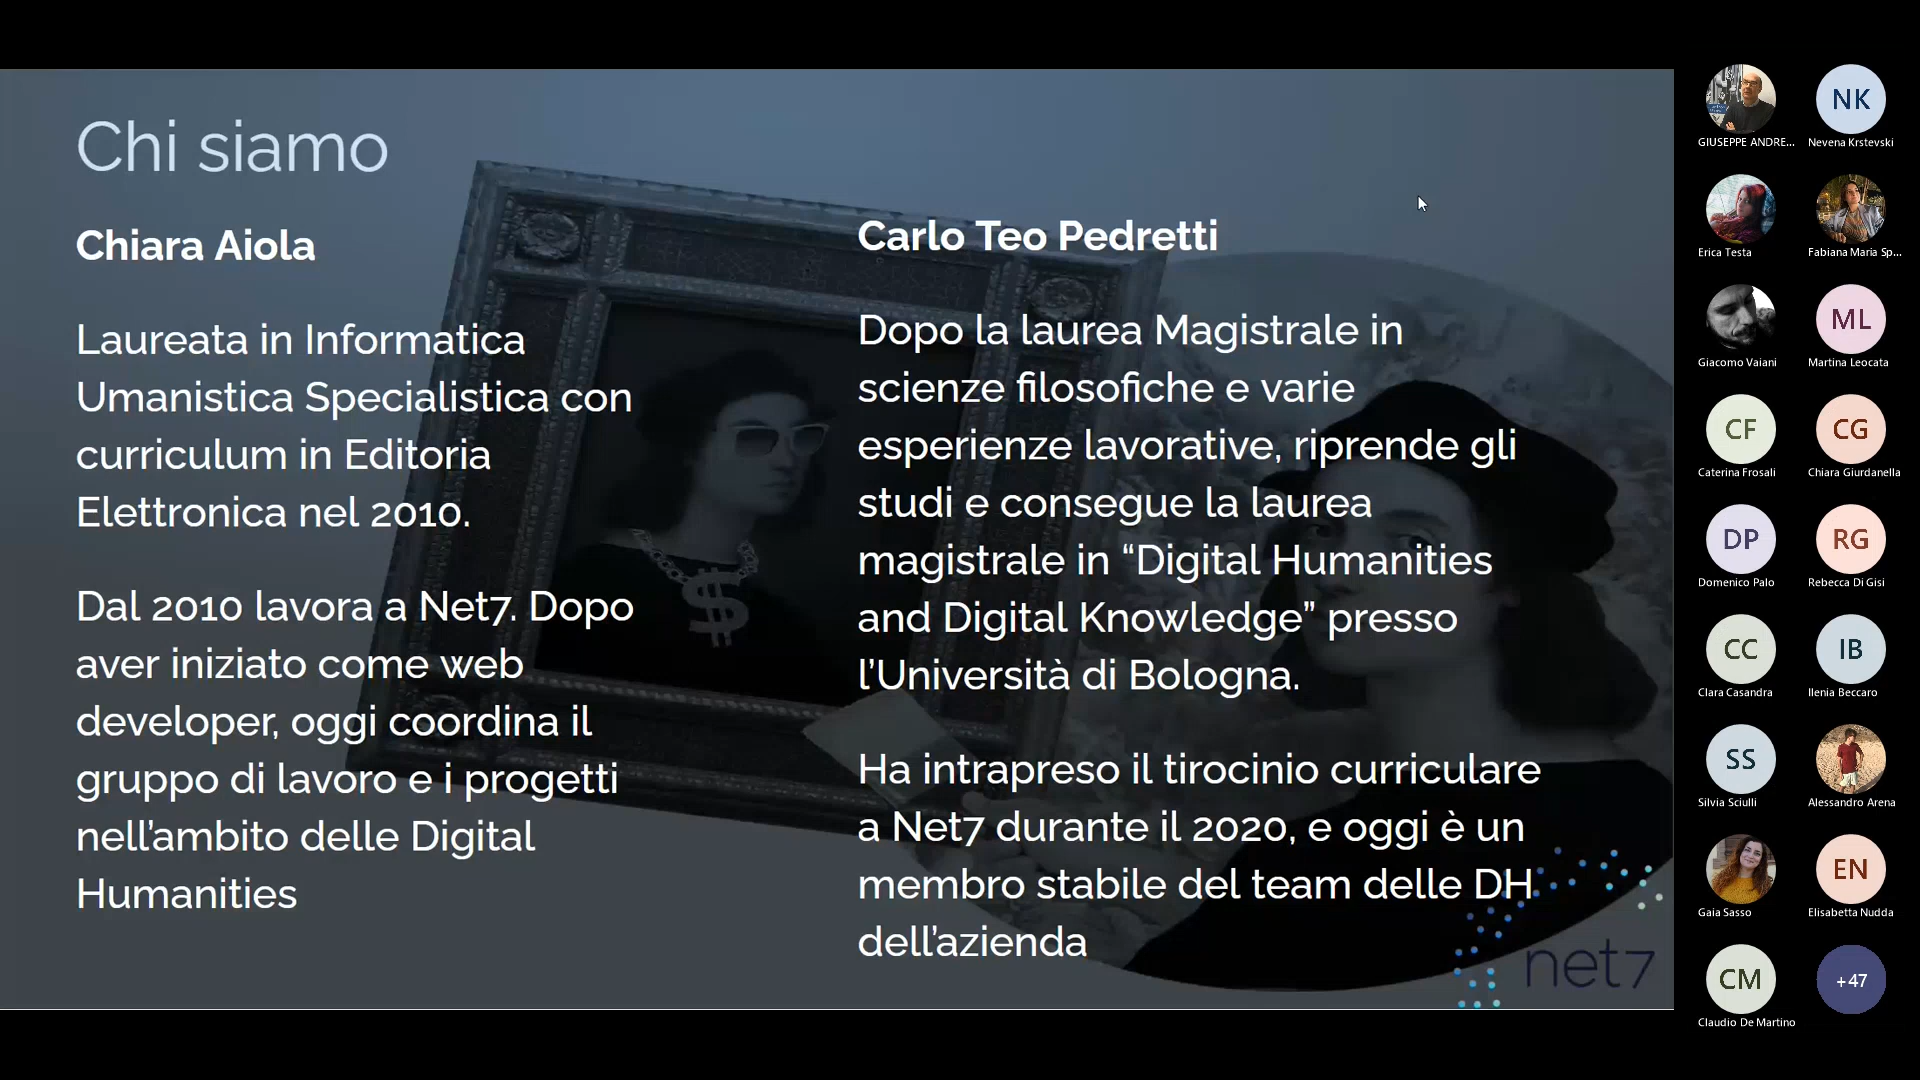 Chi siamo
Chiara Aiola
Laureata in Informatica
Umanistica Specialistica con
curriculum in Editoria
Elettronica nel 2010.
Dal 2010 lavora a Net7. Dopo
aver iniziato come web
developer, oggi coordina il
gruppo di lavoro e i progetti
nell’ambito delle Digital
Humanities
Carlo Teo Pedretti
Dopo la laurea Magistrale in
scienze filosofiche e varie
esperienze lavorative, riprende gli
studi e consegue la laurea
magistrale in “Digital Humanities
and Digital Knowledge” presso
l’Università di Bologna.
Ha intrapreso il tirocinio curriculare
a Net7 durante il 2020, e oggi è un
membro stabile del team delle DH
dell’azienda
net7
NK
GIUSEPPE ANDRE... Nevena Krstevski
Erica Testa Fabiana Maria Sp...
ML
Giacomo Vaiani Martina Leocata
CF CG
Caterina Frosali Chiara Giurdanella
DP RG
Domenico Palo Rebecca Di Gisi
CC IB
Clara Casandra Ilenia Beccaro
SS
Silvia Sciulli Alessandro Arena
EN
Gaia Sasso Elisabetta Nudda
CM +47
Claudio De Martino